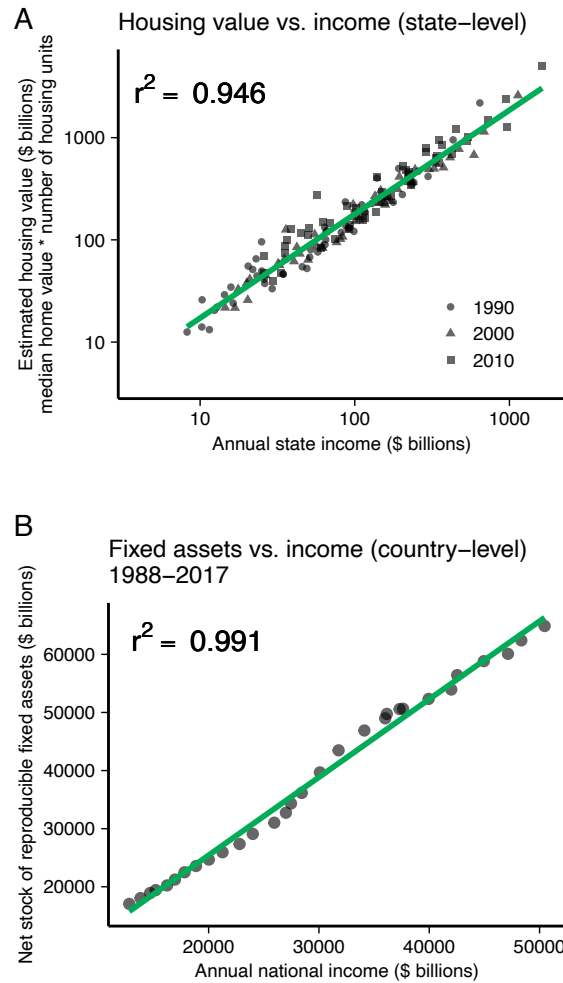 A
Housing value vs. income (state−level)
Estimated housing value ($ billions)
median home value * number of housing units
r² = 0.946
1000
100
10
1990
2000
2010
10 100 1000
Annual state income ($ billions)
B
Fixed assets vs. income (country−level)
1988−2017
Net stock of reproducible fixed assets ($ billions)
r² = 0.991
60000
50000
40000
30000
20000
20000 30000 40000 50000
Annual national income ($ billions)